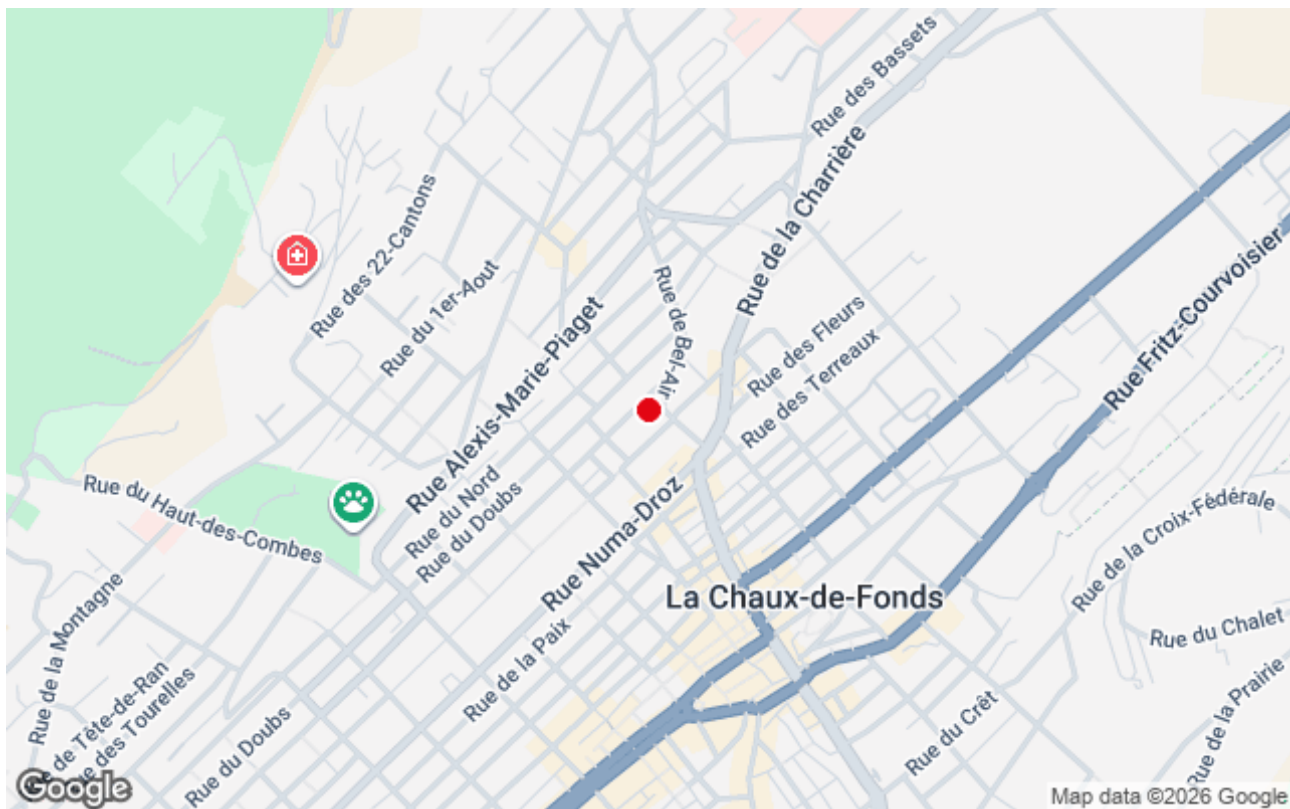 Rue des Bassets
Rue de la Charrière
Rue des 22-Cantons
Rue du 1er-Aout
Rue de Bel-Air
Rue Fritz-Courvoisier
Rue Alexis-Marie-Piaget
Rue des Fleurs
Rue des Terreaux
Rue du Haut-des-Combes
Rue du Nord
Rue du Doubs
Rue Numa-Droz
Rue de la Croix-Fédérale
La Chaux-de-Fonds
Rue de la Montagne
Rue de la Paix
Rue du Chalet
de Tête-de-Ran
des Tourelles
Rue du Doubs
Rue du Crêt
Rue de la Prairie
Google
Map data ©2026 Google